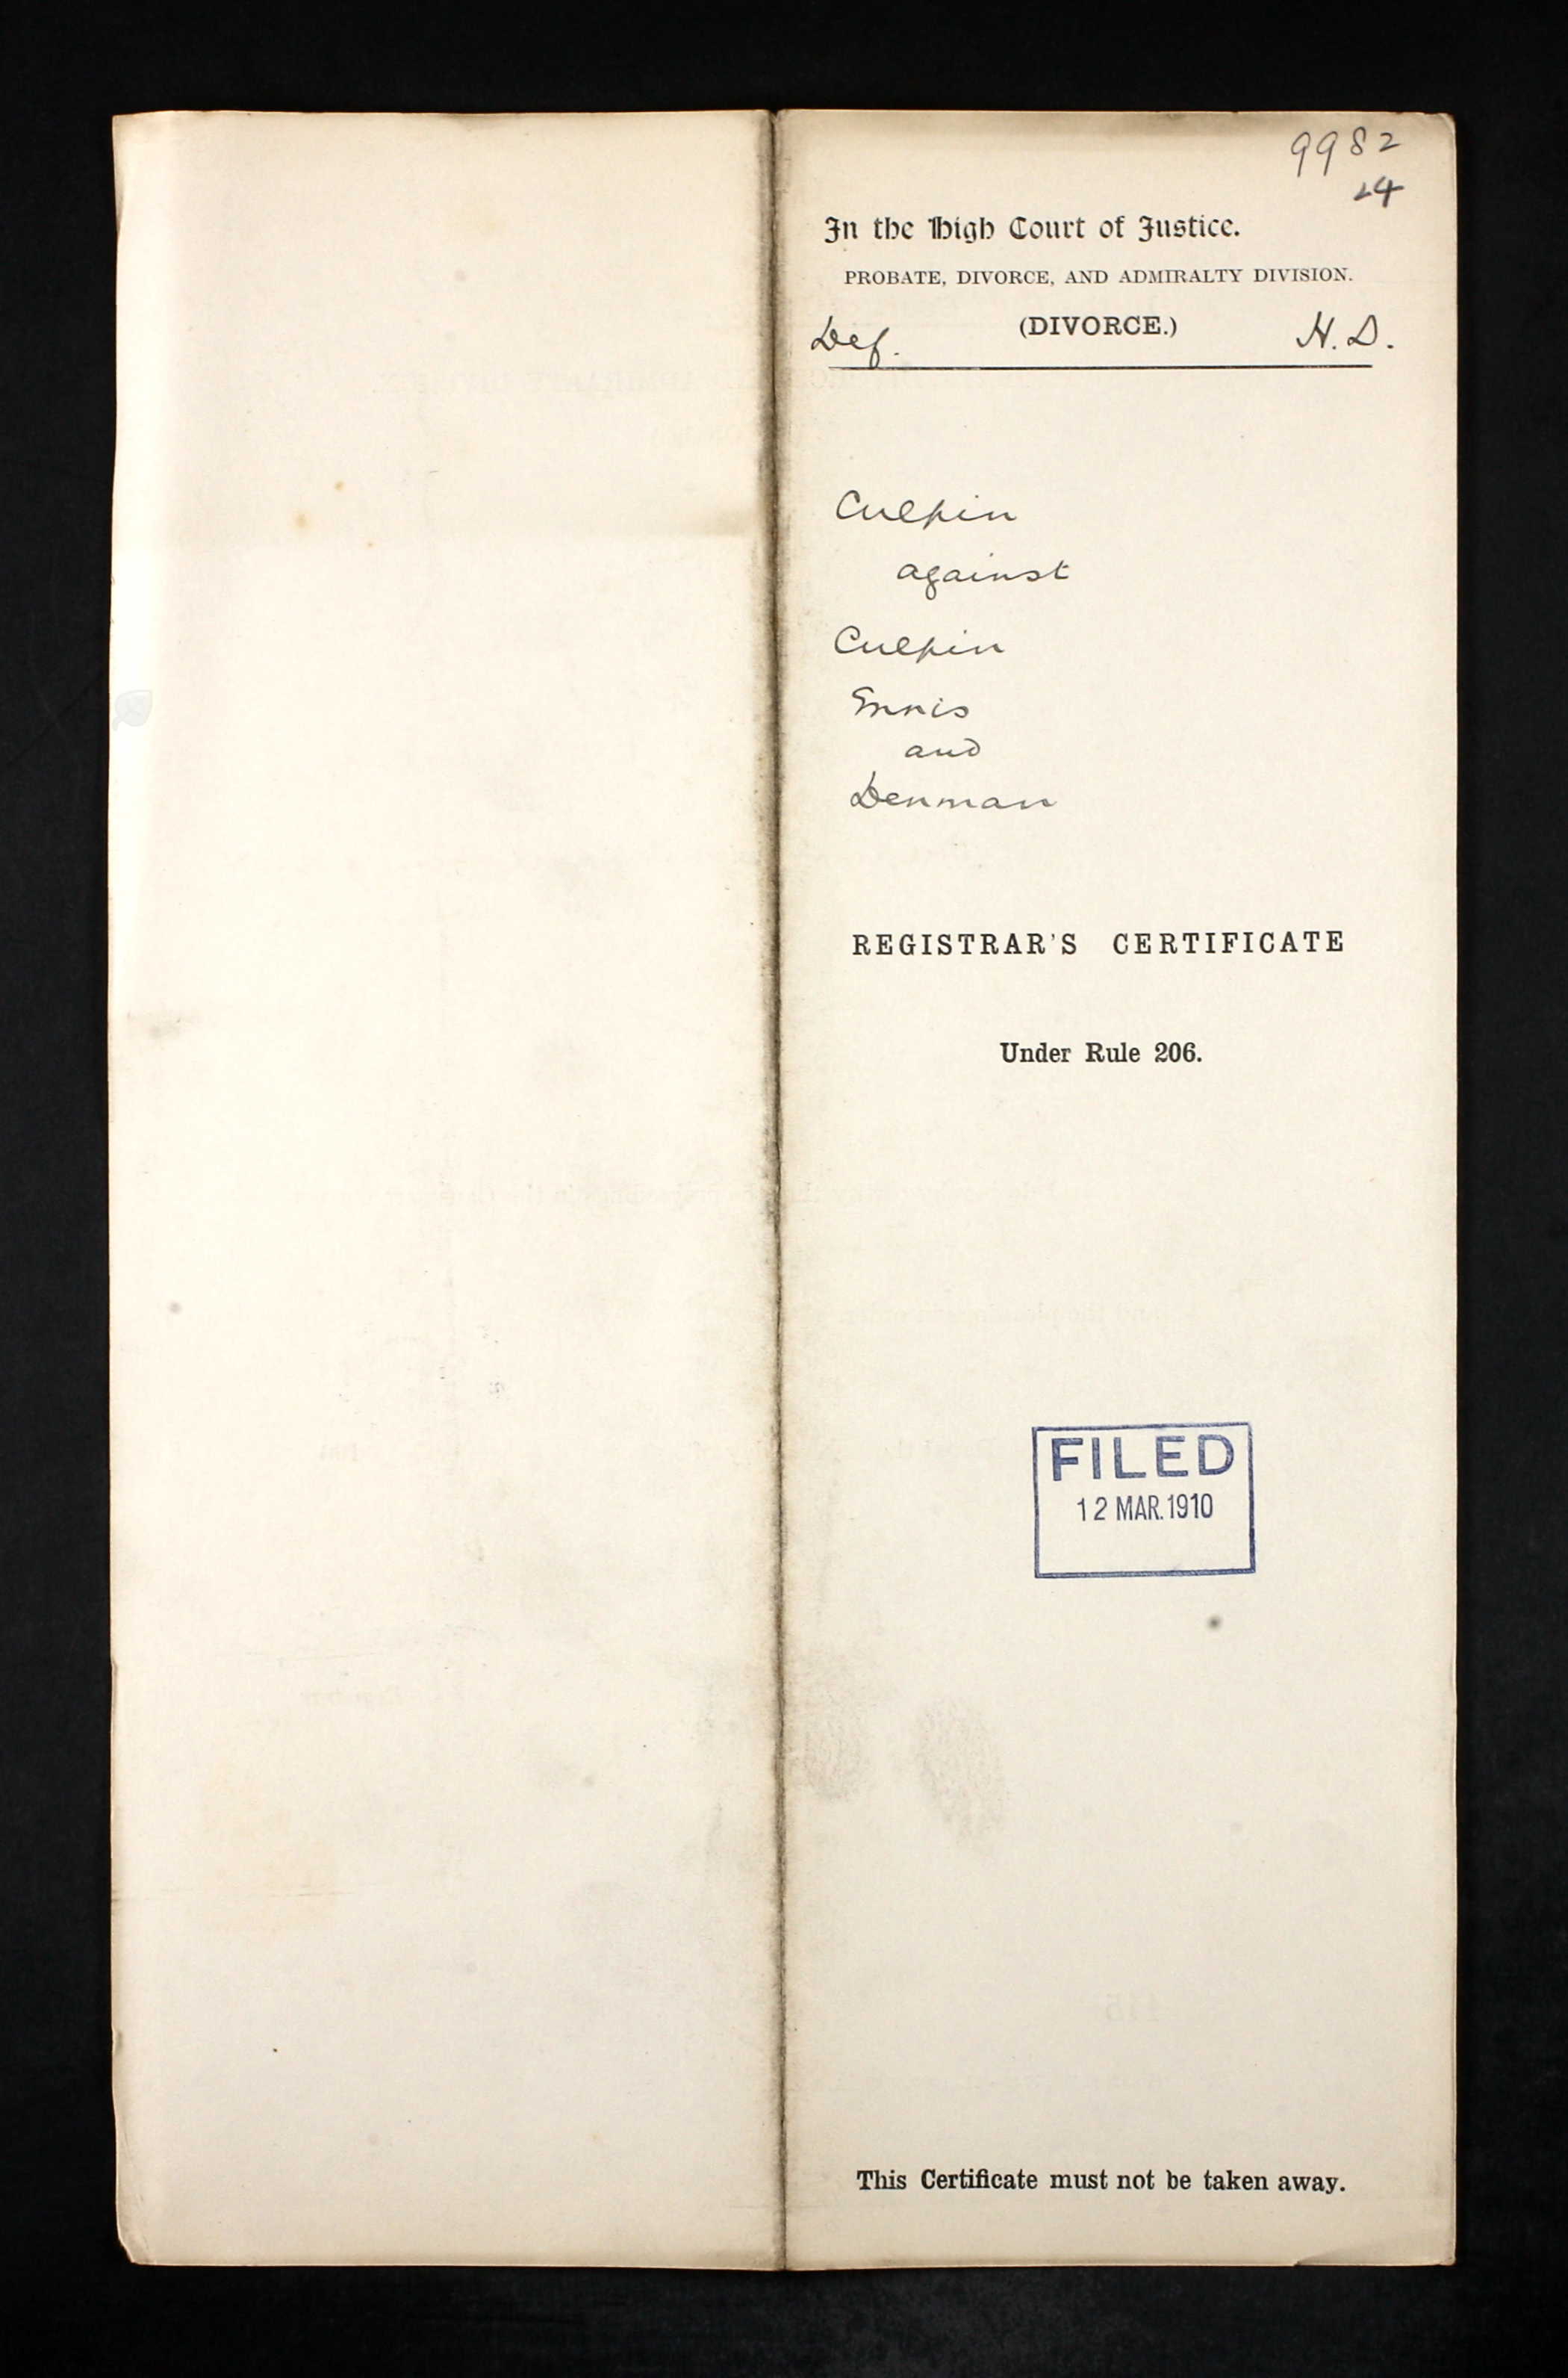 9982
24
In the High Court of Justice.
PROBATE, DIVORCE, AND ADMIRALTY DIVISION.
Def. (DIVORCE.) H.D.
Culpin
against
Culpin
Ennis
and
Denman
REGISTRAR'S CERTIFICATE
Under Rule 206.
FILED
12 MAR. 1910
This Certificate must not be taken away.